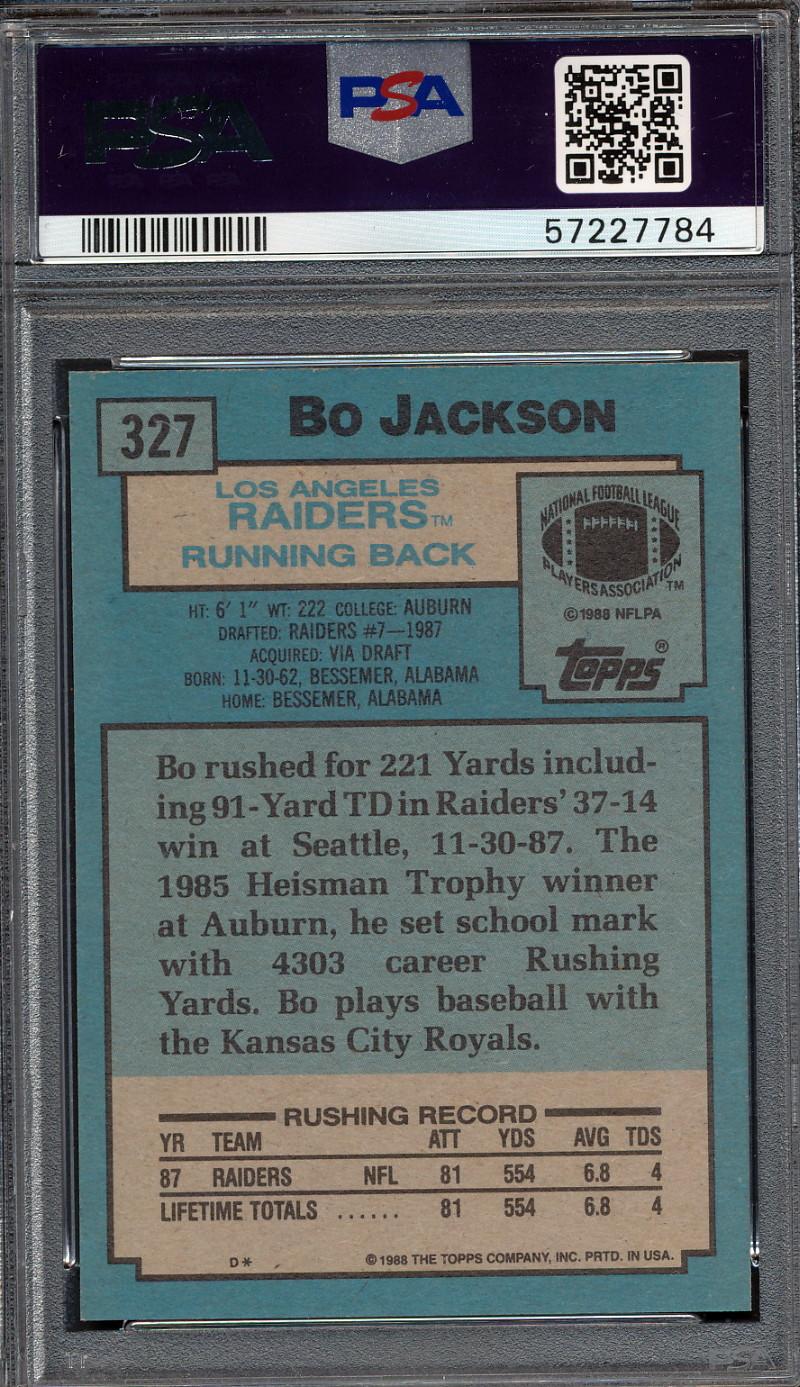 PSA
PSA
57227784
327
BO JACKSON
LOS ANGELES
RAIDERS™
RUNNING BACK
NATIONAL FOOTBALL LEAGUE
PLAYERS ASSOCIATION™
©1988 NFLPA
topps®
HT: 6' 1" WT: 222 COLLEGE: AUBURN
DRAFTED: RAIDERS #7—1987
ACQUIRED: VIA DRAFT
BORN: 11-30-62, BESSEMER, ALABAMA
HOME: BESSEMER, ALABAMA
Bo rushed for 221 Yards includ-
ing 91-Yard TD in Raiders' 37-14
win at Seattle, 11-30-87. The
1985 Heisman Trophy winner
at Auburn, he set school mark
with 4303 career Rushing
Yards. Bo plays baseball with
the Kansas City Royals.
RUSHING RECORD
YR TEAM ATT YDS AVG TDS
87 RAIDERS NFL 81 554 6.8 4
LIFETIME TOTALS ...... 81 554 6.8 4
D* ©1988 THE TOPPS COMPANY, INC. PRTD. IN USA.
PSA